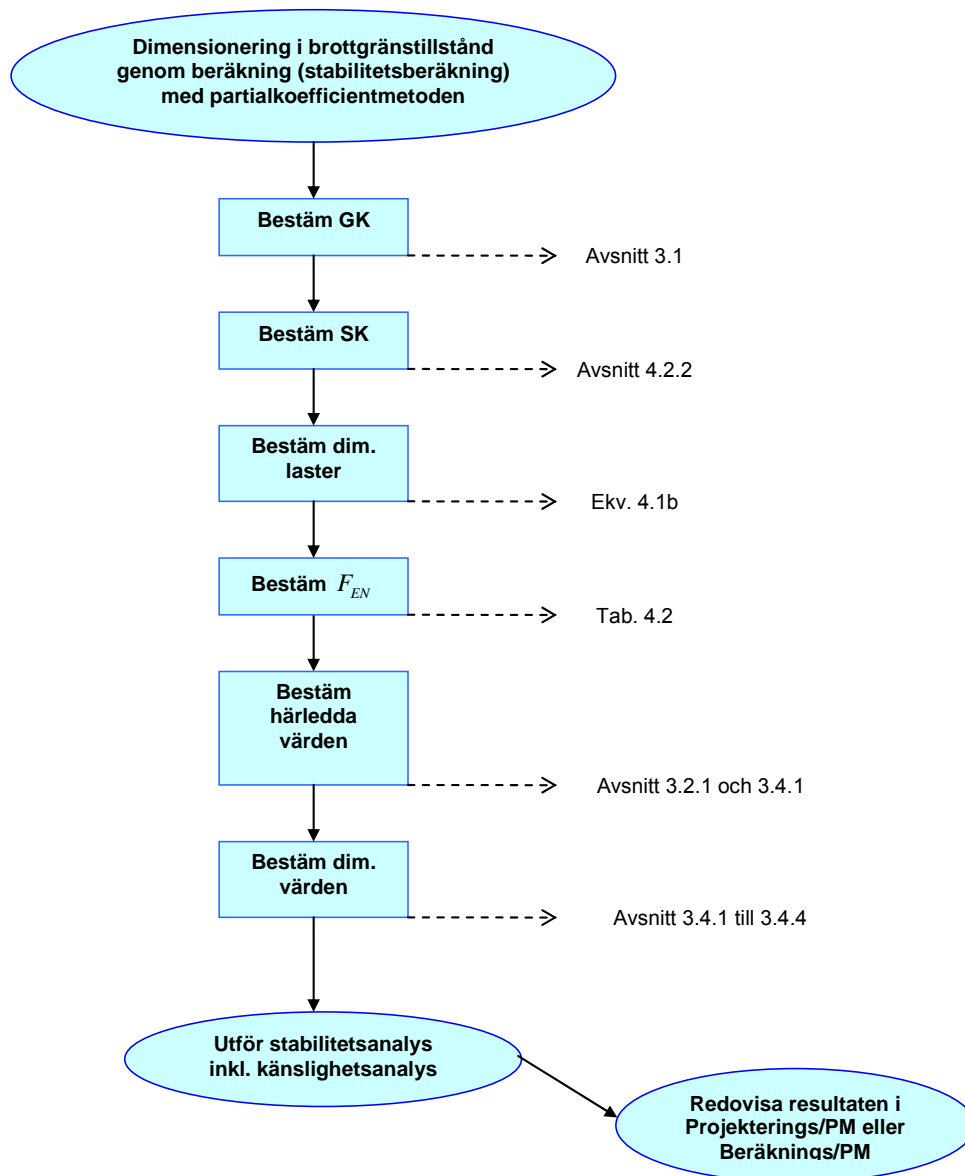 Dimensionering i brottgränstillstånd
genom beräkning (stabilitetsberäkning)
med partialkoefficientmetoden
Bestäm GK
Avsnitt 3.1
Bestäm SK
Avsnitt 4.2.2
Bestäm dim.
laster
Ekv. 4.1b
Bestäm F_EN
Tab. 4.2
Bestäm
härledda
värden
Avsnitt 3.2.1 och 3.4.1
Bestäm dim.
värden
Avsnitt 3.4.1 till 3.4.4
Utför stabilitetsanalys
inkl. känslighetsanalys
Redovisa resultaten i
Projekterings/PM eller
Beräknings/PM